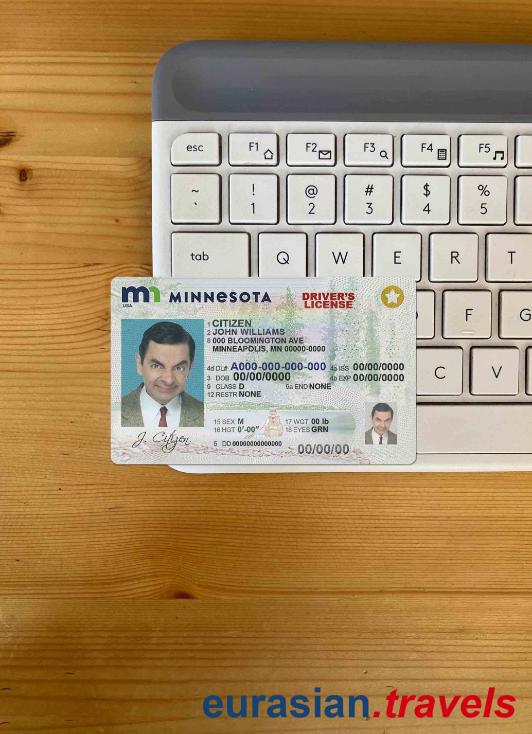 esc F1 F2 F3 F4 F5
~ ! @ # $ %
` 1 2 3 4 5
tab Q W E R T
F G
C V
mn MINNESOTA DRIVER'S
USA LICENSE
1 CITIZEN
2 JOHN WILLIAMS
8 000 BLOOMINGTON AVE
MINNEAPOLIS, MN 00000-0000
4d DL# A000-000-000-000 4a ISS 00/00/0000
3 DOB 00/00/0000 4b EXP 00/00/0000
9 CLASS D 9a END NONE
12 RESTR NONE
15 SEX M 17 WGT 00 lb
16 HGT 0'-00" 18 EYES GRN
J. Citizen
5 DD 0000000000000
00/00/00
eurasian.travels